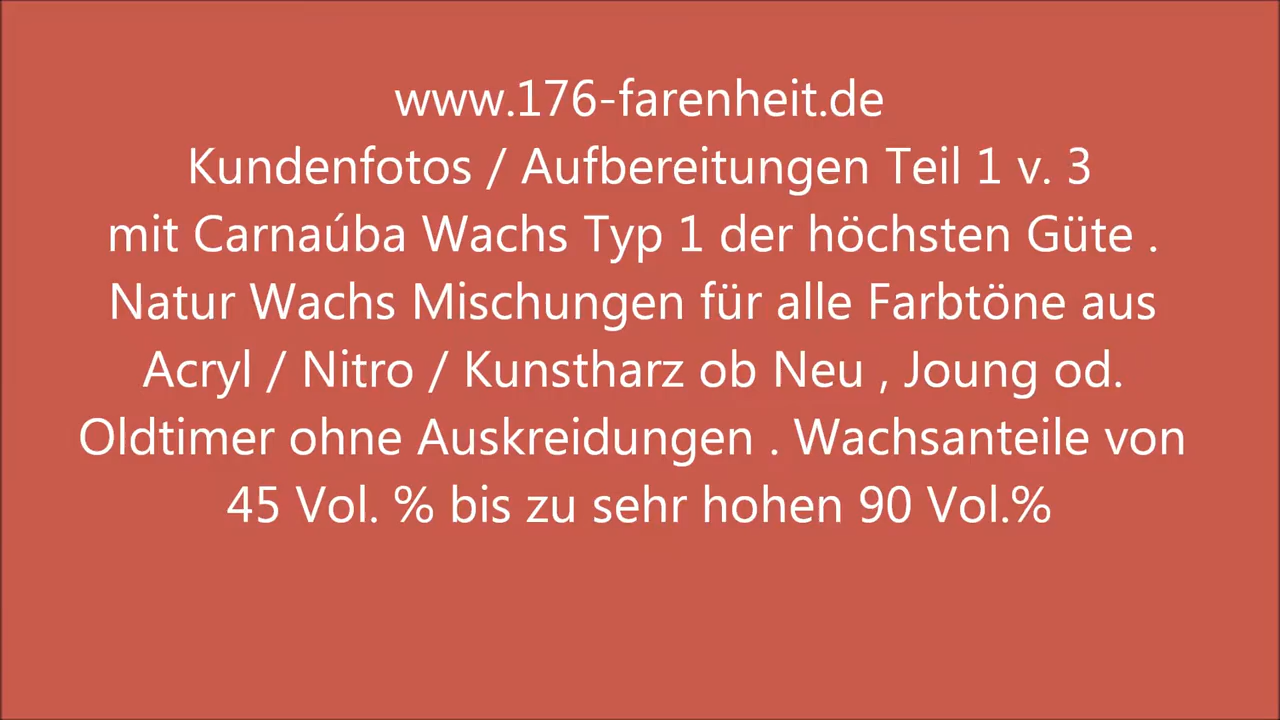 www.176-farenheit.de
Kundenfotos / Aufbereitungen Teil 1 v. 3
mit Carnaúba Wachs Typ 1 der höchsten Güte .
Natur Wachs Mischungen für alle Farbtöne aus
Acryl / Nitro / Kunstharz ob Neu , Joung od.
Oldtimer ohne Auskreidungen . Wachsanteile von
45 Vol. % bis zu sehr hohen 90 Vol.%